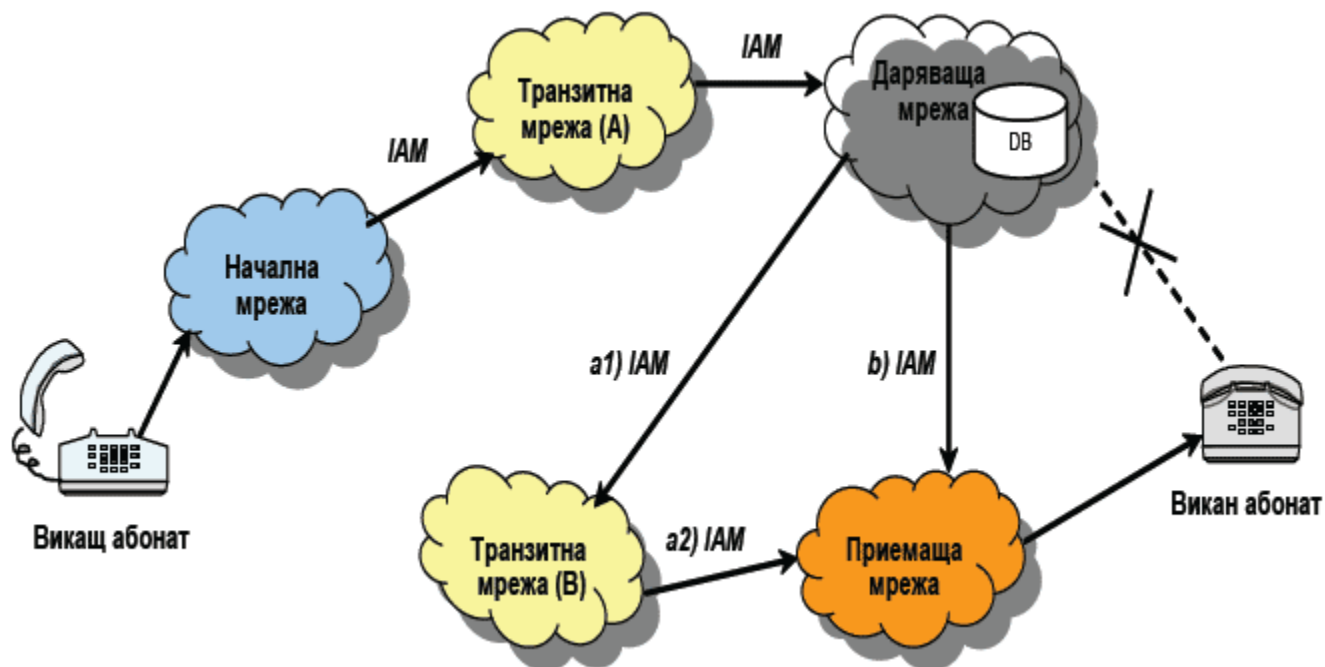 IAM
Транзитна
мрежа (A)
Даряваща
мрежа
DB
IAM
Начална
мрежа
a1) IAM
b) IAM
Викащ абонат
Викан абонат
Транзитна
мрежа (B)
a2) IAM
Приемаща
мрежа